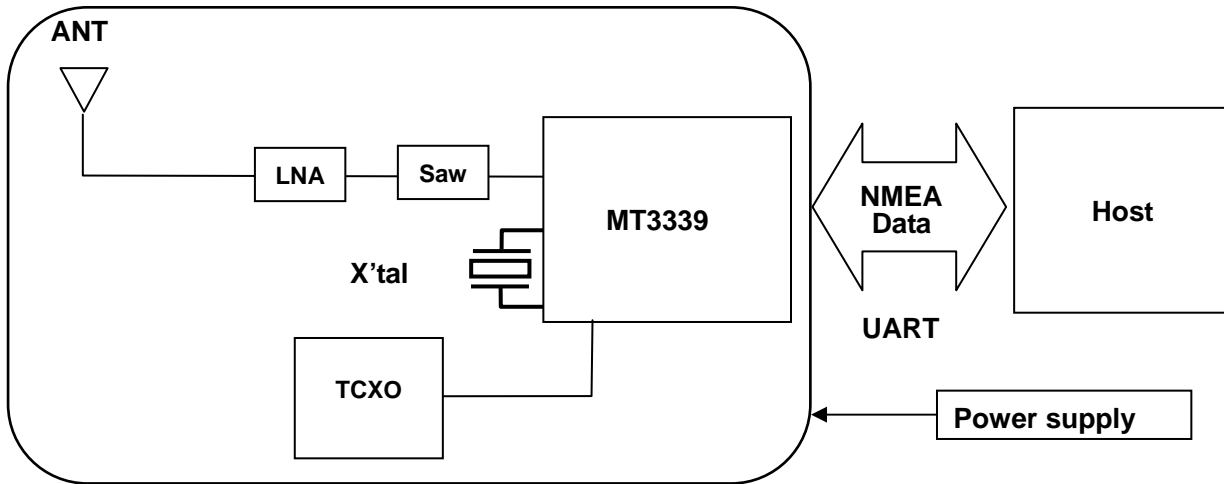 ANT
LNA
Saw
MT3339
NMEA
Data
Host
X'tal
UART
TCXO
Power supply